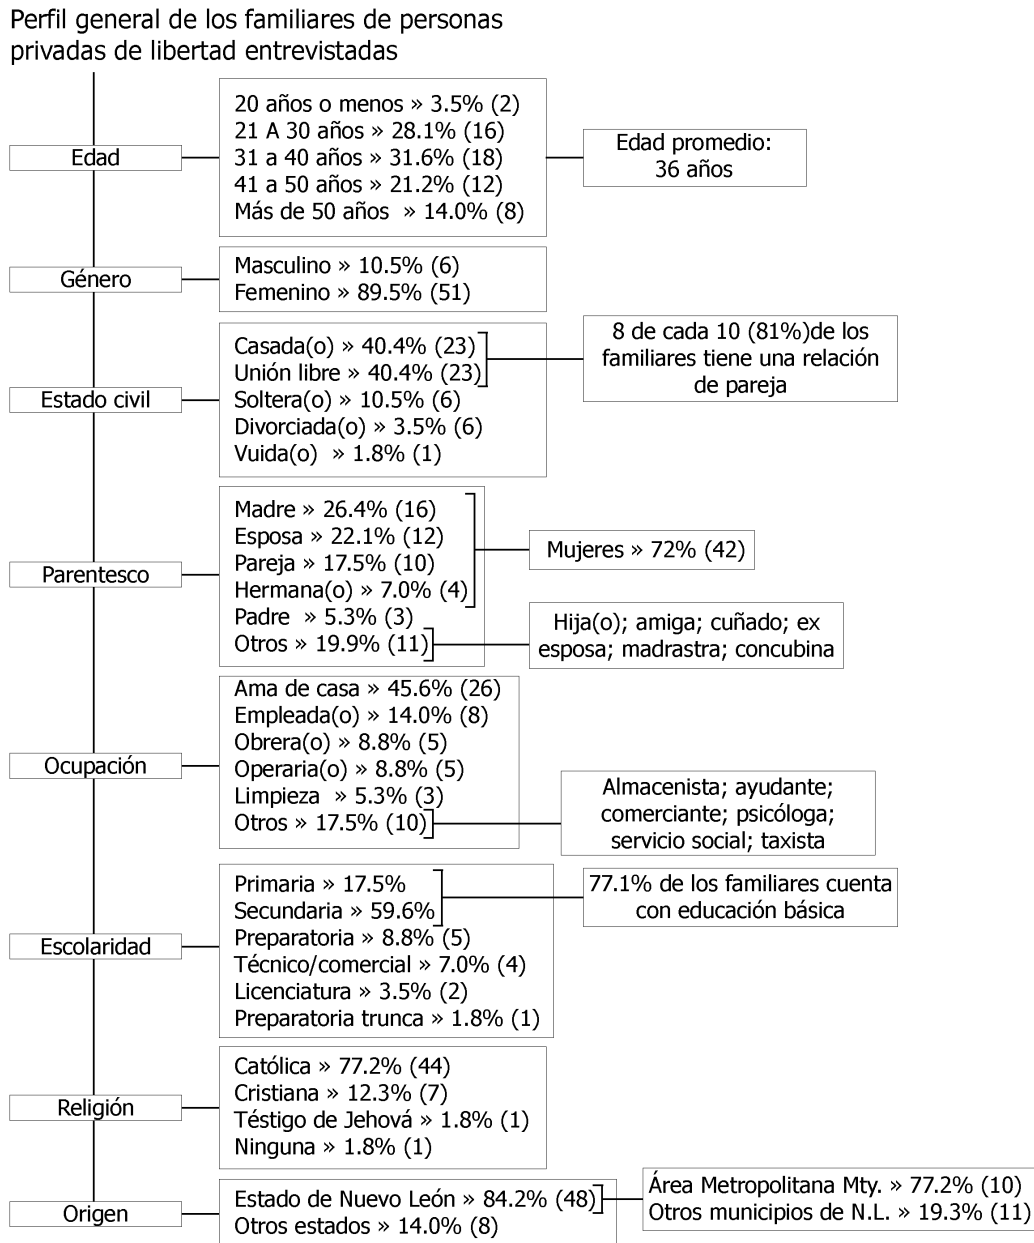 Perfil general de los familiares de personas
privadas de libertad entrevistadas
Edad
20 años o menos » 3.5% (2)
21 A 30 años » 28.1% (16)
31 a 40 años » 31.6% (18)
41 a 50 años » 21.2% (12)
Más de 50 años » 14.0% (8)
Edad promedio:
36 años
Género
Masculino » 10.5% (6)
Femenino » 89.5% (51)
Estado civil
Casada(o) » 40.4% (23)
Unión libre » 40.4% (23)
Soltera(o) » 10.5% (6)
Divorciada(o) » 3.5% (6)
Vuida(o) » 1.8% (1)
8 de cada 10 (81%)de los
familiares tiene una relación
de pareja
Parentesco
Madre » 26.4% (16)
Esposa » 22.1% (12)
Pareja » 17.5% (10)
Hermana(o) » 7.0% (4)
Padre » 5.3% (3)
Otros » 19.9% (11)
Mujeres » 72% (42)
Hija(o); amiga; cuñado; ex
esposa; madrastra; concubina
Ocupación
Ama de casa » 45.6% (26)
Empleada(o) » 14.0% (8)
Obrera(o) » 8.8% (5)
Operaria(o) » 8.8% (5)
Limpieza » 5.3% (3)
Otros » 17.5% (10)
Almacenista; ayudante;
comerciante; psicóloga;
servicio social; taxista
Escolaridad
Primaria » 17.5%
Secundaria » 59.6%
Preparatoria » 8.8% (5)
Técnico/comercial » 7.0% (4)
Licenciatura » 3.5% (2)
Preparatoria trunca » 1.8% (1)
77.1% de los familiares cuenta
con educación básica
Religión
Católica » 77.2% (44)
Cristiana » 12.3% (7)
Téstigo de Jehová » 1.8% (1)
Ninguna » 1.8% (1)
Origen
Estado de Nuevo León » 84.2% (48)
Otros estados » 14.0% (8)
Área Metropolitana Mty. » 77.2% (10)
Otros municipios de N.L. » 19.3% (11)